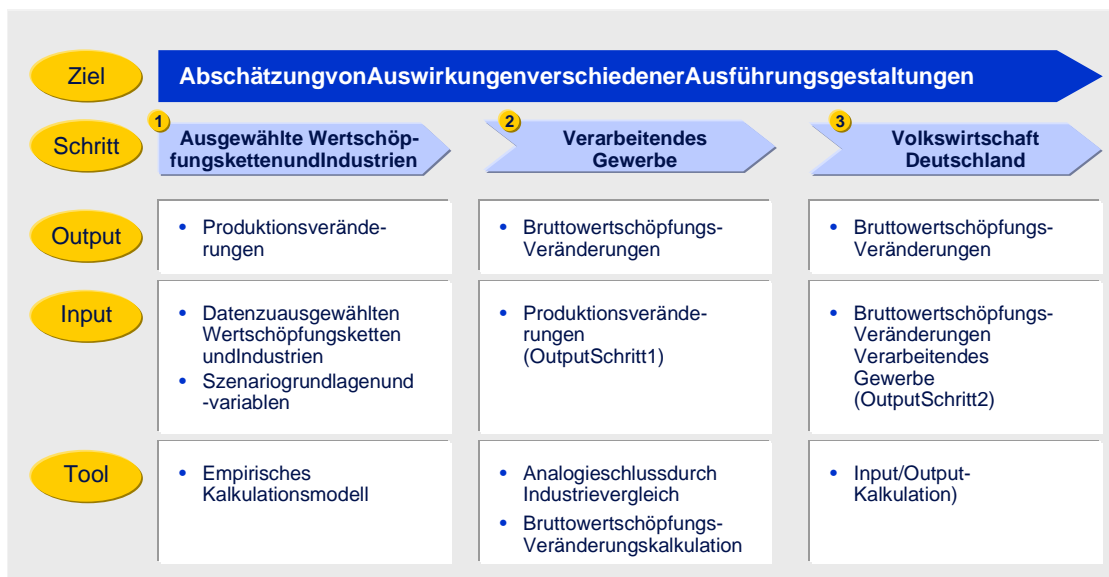 Ziel
AbschätzungvonAuswirkungenverschiedenerAusführungsgestaltungen
Schritt
1
Ausgewählte Wertschöp-
fungskettenundIndustrien
2
Verarbeitendes
Gewerbe
3
Volkswirtschaft
Deutschland
Output
• Produktionsverände-
rungen
• Bruttowertschöpfungs-
Veränderungen
• Bruttowertschöpfungs-
Veränderungen
Input
• Datenzuausgewählten
Wertschöpfungsketten
undIndustrien
• Szenariogrundlagenund
-variablen
• Produktionsverände-
rungen
(OutputSchritt1)
• Bruttowertschöpfungs-
Veränderungen
Verarbeitendes
Gewerbe
(OutputSchritt2)
Tool
• Empirisches
Kalkulationsmodell
• Analogieschlussdurch
Industrievergleich
• Bruttowertschöpfungs-
Veränderungskalkulation
• Input/Output-
Kalkulation)